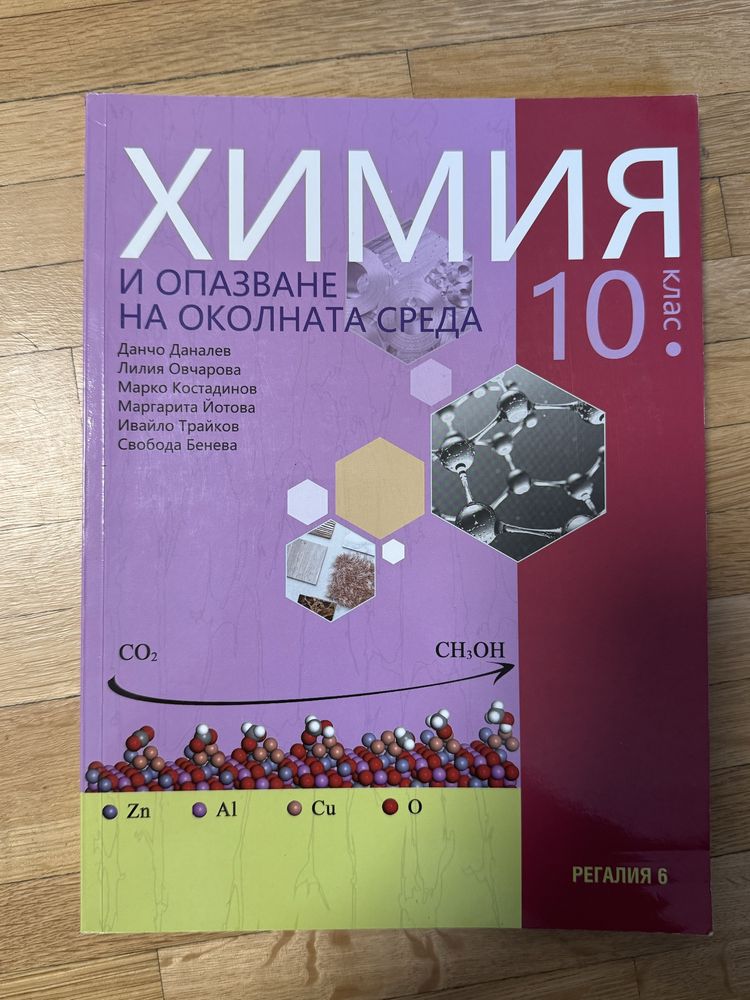 ХИМИЯ
И ОПАЗВАНЕ
НА ОКОЛНАТА СРЕДА
10 клас
Данчо Даналев
Лилия Овчарова
Марко Костадинов
Маргарита Йотова
Ивайло Трайков
Свобода Бенева
CO₂
CH₃OH
Zn Al Cu O
РЕГАЛИЯ 6